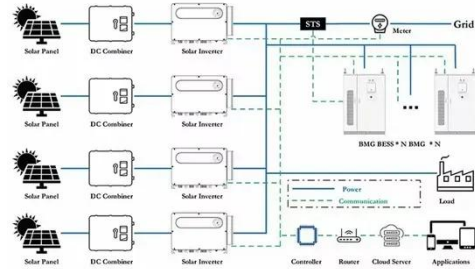 STS
Meter
Grid
Solar Panel DC Combiner Solar Inverter
Solar Panel DC Combiner Solar Inverter
BMG BESS * N BMG * N
Solar Panel DC Combiner Solar Inverter
Power
Communication
Load
Solar Panel DC Combiner Solar Inverter
Controller Router Cloud Server Applications